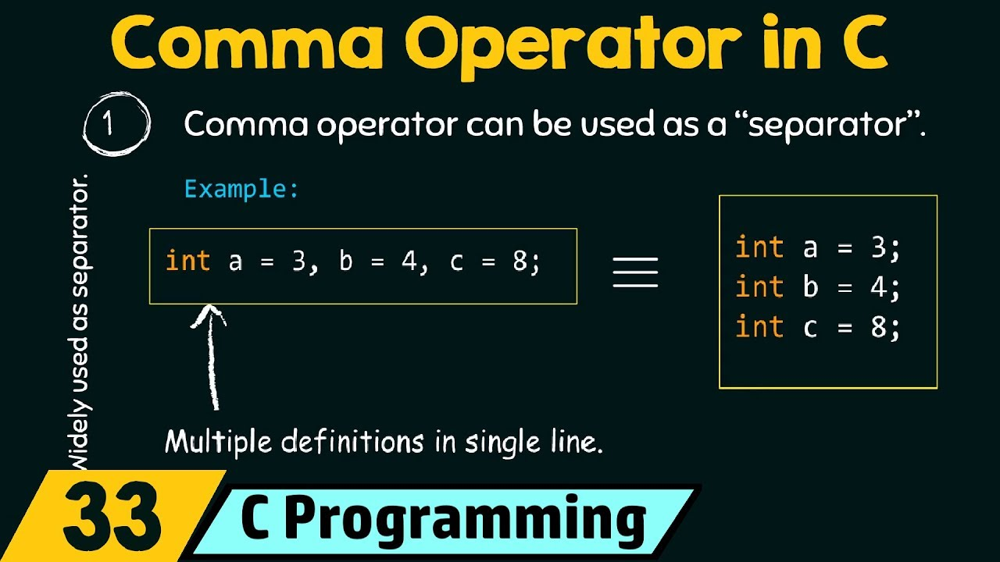 Comma Operator in C
1
Comma operator can be used as a “separator”.
Widely used as separator.
Example:
int a = 3, b = 4, c = 8;
int a = 3;
int b = 4;
int c = 8;
Multiple definitions in single line.
33
C Programming